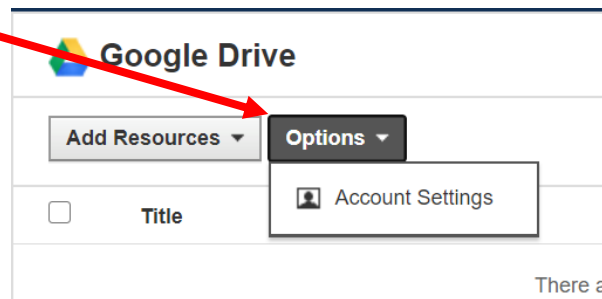 Google Drive
Add Resources Options
Account Settings
Title
There a